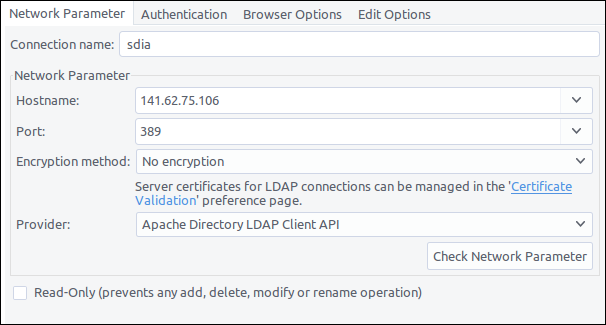 Network Parameter Authentication Browser Options Edit Options
Connection name: sdia
Network Parameter
Hostname: 141.62.75.106
Port: 389
Encryption method: No encryption
Server certificates for LDAP connections can be managed in the 'Certificate
Validation' preference page.
Provider: Apache Directory LDAP Client API
Check Network Parameter
Read-Only (prevents any add, delete, modify or rename operation)